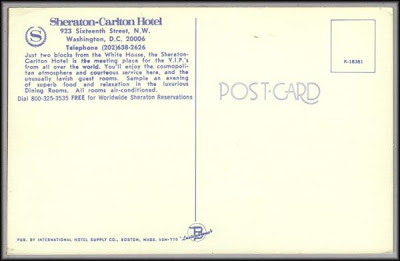 Sheraton-Carlton Hotel
923 Sixteenth Street, N.W.
Washington, D.C. 20006
Telephone (202)638-2626
Just two blocks from the White House, the Sheraton-
Carlton Hotel is the meeting place for the V.I.P.'s
from all over the world. You'll enjoy the cosmopoli-
tan atmosphere and courteous service here, and the
unusually lavish guest rooms. Sample an evening
of superb food and relaxation in the luxurious
Dining Rooms. All rooms air-conditioned.
Dial 800-325-3535 FREE for Worldwide Sheraton Reservations
S
K-18381
POST CARD
PUB. BY INTERNATIONAL HOTEL SUPPLY CO., BOSTON, MASS. 50M-770